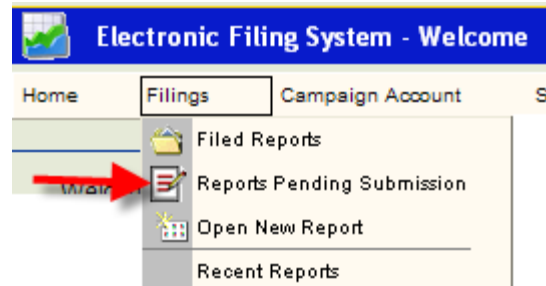 Electronic Filing System - Welcome
Home Filings Campaign Account S
Filed Reports
Reports Pending Submission
Open New Report
Recent Reports